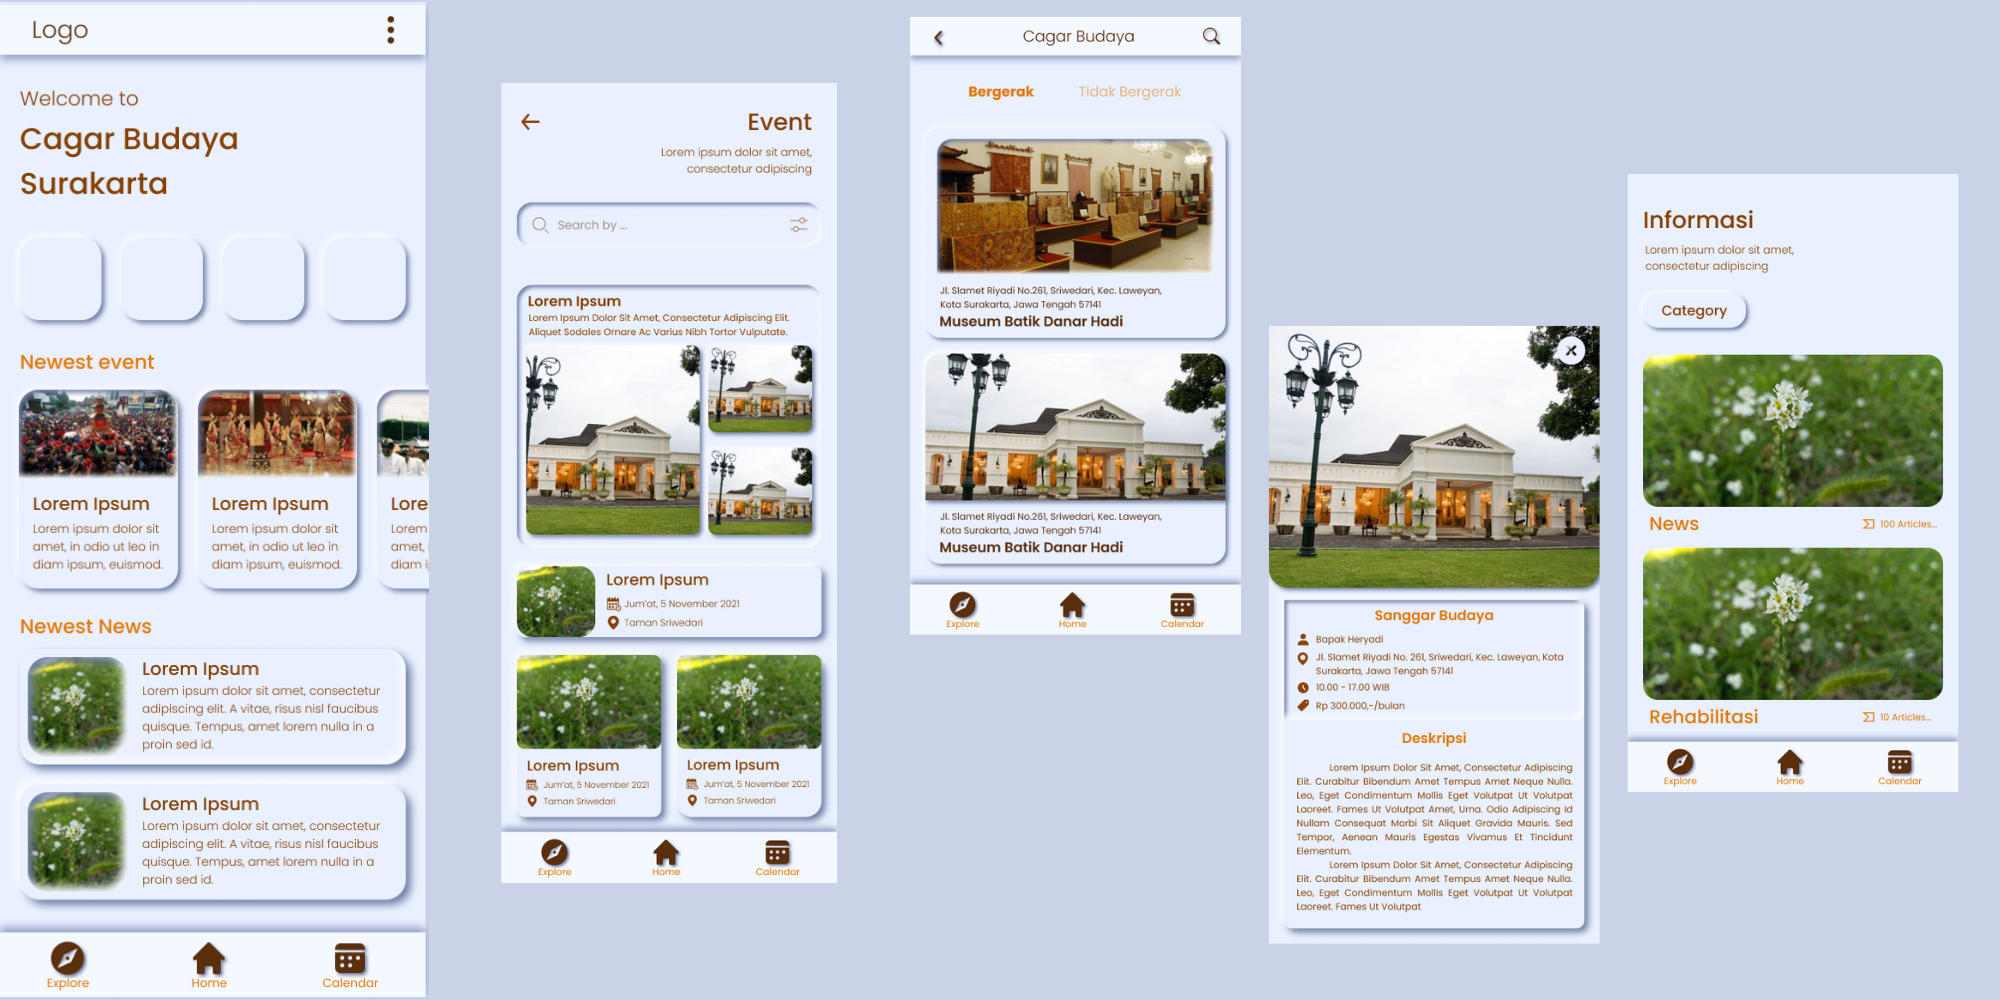 Logo
Welcome to
Cagar Budaya
Surakarta
Newest event
Lorem Ipsum
Lorem ipsum dolor sit
amet, in odio ut leo in
diam ipsum, euismod.
Lorem Ipsum
Lorem ipsum dolor sit
amet, in odio ut leo in
diam ipsum, euismod.
Lore
Lorem
amet,
diam i
Newest News
Lorem Ipsum
Lorem ipsum dolor sit amet, consectetur
adipiscing elit. A vitae, risus nisl faucibus
quisque. Tempus, amet lorem nulla in a
proin sed id.
Lorem Ipsum
Lorem ipsum dolor sit amet, consectetur
adipiscing elit. A vitae, risus nisl faucibus
quisque. Tempus, amet lorem nulla in a
proin sed id.
Explore Home Calendar
Event
Lorem ipsum dolor sit amet,
consectetur adipiscing
Search by ...
Lorem Ipsum
Lorem Ipsum Dolor Sit Amet, Consectetur Adipiscing Elit.
Aliquet Sodales Ornare Ac Varius Nibh Tortor Vulputate.
Lorem Ipsum
Jum'at, 5 November 2021
Taman Sriwedari
Lorem Ipsum
Jum'at, 5 November 2021
Taman Sriwedari
Lorem Ipsum
Jum'at, 5 November 2021
Taman Sriwedari
Explore Home Calendar
Cagar Budaya
Bergerak Tidak Bergerak
Jl. Slamet Riyadi No.261, Sriwedari, Kec. Laweyan,
Kota Surakarta, Jawa Tengah 57141
Museum Batik Danar Hadi
Jl. Slamet Riyadi No.261, Sriwedari, Kec. Laweyan,
Kota Surakarta, Jawa Tengah 57141
Museum Batik Danar Hadi
Explore Home Calendar
Sanggar Budaya
Bapak Heryadi
Jl. Slamet Riyadi No. 261, Sriwedari, Kec. Laweyan, Kota
Surakarta, Jawa Tengah 57141
10.00 - 17.00 WIB
Rp 300.000,-/bulan
Deskripsi
Lorem Ipsum Dolor Sit Amet, Consectetur Adipiscing
Elit. Curabitur Bibendum Amet Tempus Amet Neque Nulla.
Leo, Eget Condimentum Mollis Eget Volutpat Ut Volutpat
Laoreet. Fames Ut Volutpat Amet, Urna. Odio Adipiscing Id
Nullam Consequat Morbi Sit Aliquet Gravida Mauris. Sed
Tempor, Aenean Mauris Egestas Vivamus Et Tincidunt
Elementum.
Lorem Ipsum Dolor Sit Amet, Consectetur Adipiscing
Elit. Curabitur Bibendum Amet Tempus Amet Neque Nulla.
Leo, Eget Condimentum Mollis Eget Volutpat Ut Volutpat
Laoreet. Fames Ut Volutpat
Informasi
Lorem ipsum dolor sit amet,
consectetur adipiscing
Category
News 100 Articles...
Rehabilitasi 10 Articles...
Explore Home Calendar